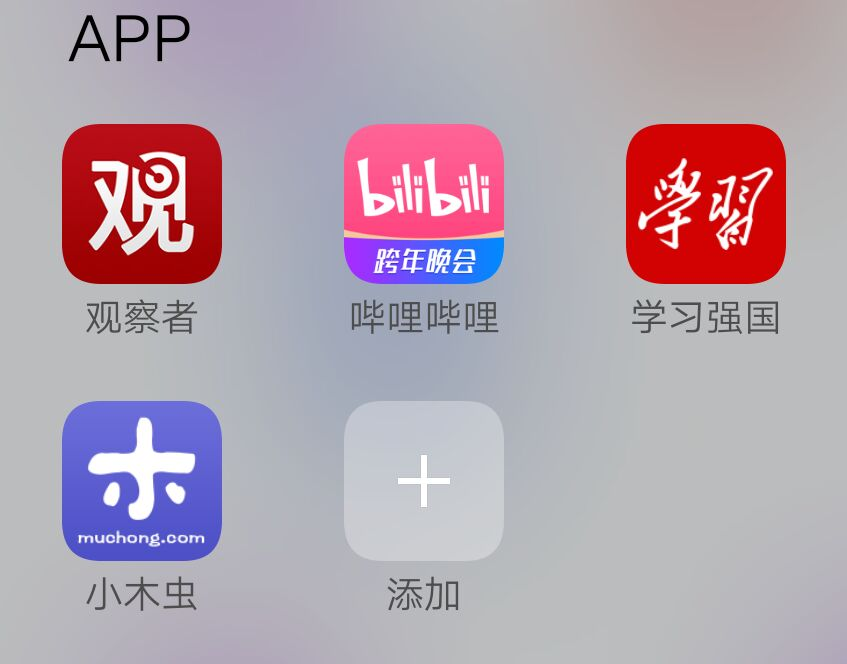 APP
观
bilibili
跨年晚会
學習
观察者
哔哩哔哩
学习强国
木
muchong.com
小木虫
添加